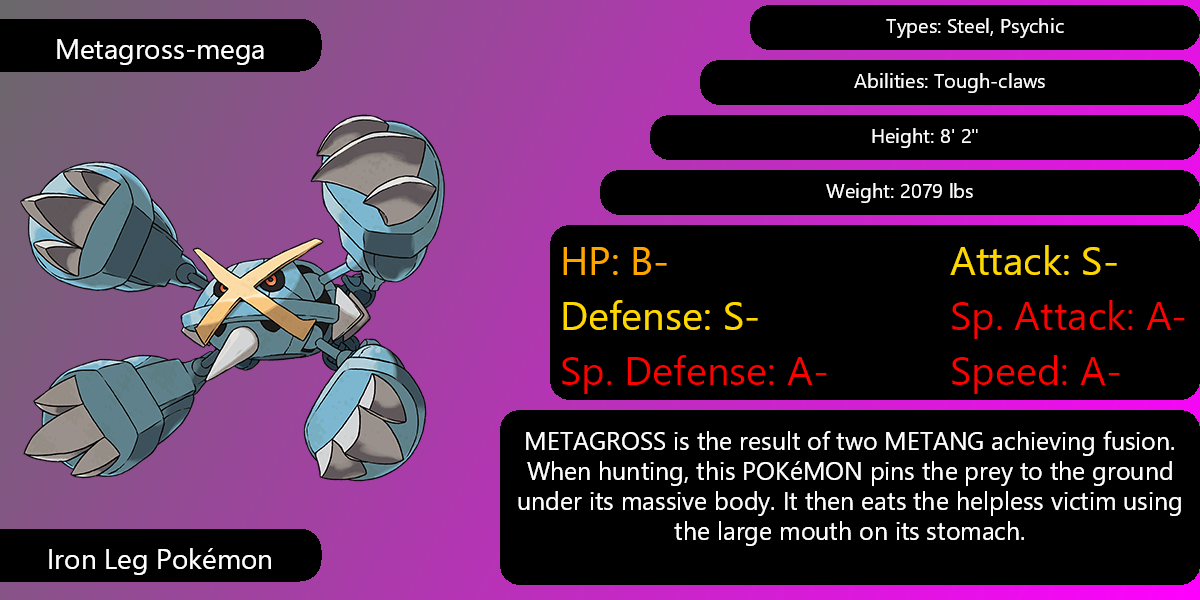 Metagross-mega
Types: Steel, Psychic
Abilities: Tough-claws
Height: 8' 2"
Weight: 2079 lbs
HP: B-
Attack: S-
Defense: S-
Sp. Attack: A-
Sp. Defense: A-
Speed: A-
METAGROSS is the result of two METANG achieving fusion.
When hunting, this POKéMON pins the prey to the ground
under its massive body. It then eats the helpless victim using
the large mouth on its stomach.
Iron Leg Pokémon